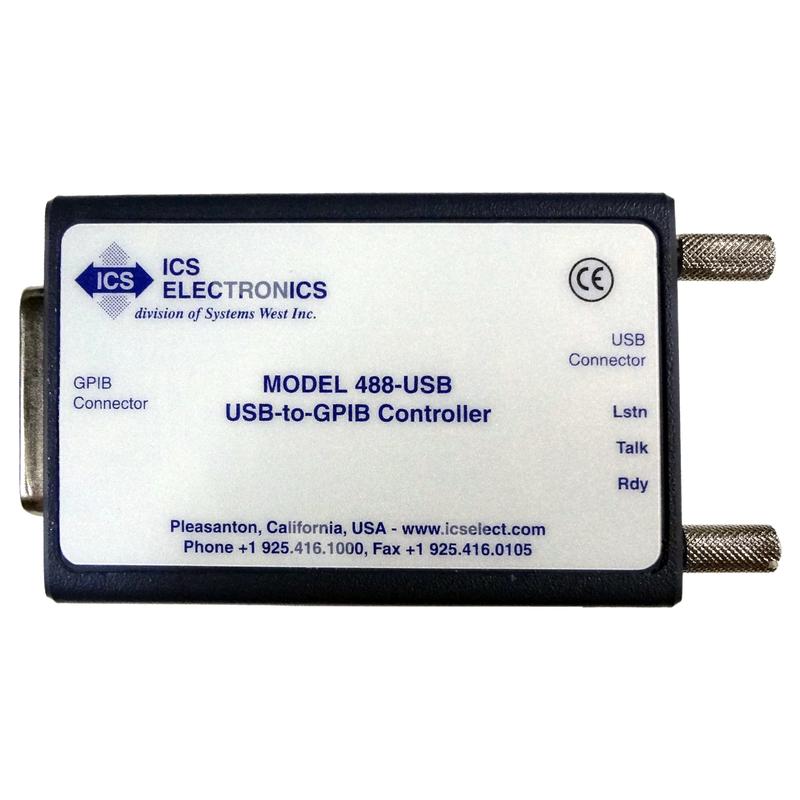 ICS
ICS
ELECTRONICS
division of Systems West Inc.
CE
USB
Connector
GPIB
Connector
MODEL 488-USB
USB-to-GPIB Controller
Lstn
Talk
Rdy
Pleasanton, California, USA - www.icselect.com
Phone +1 925.416.1000, Fax +1 925.416.0105